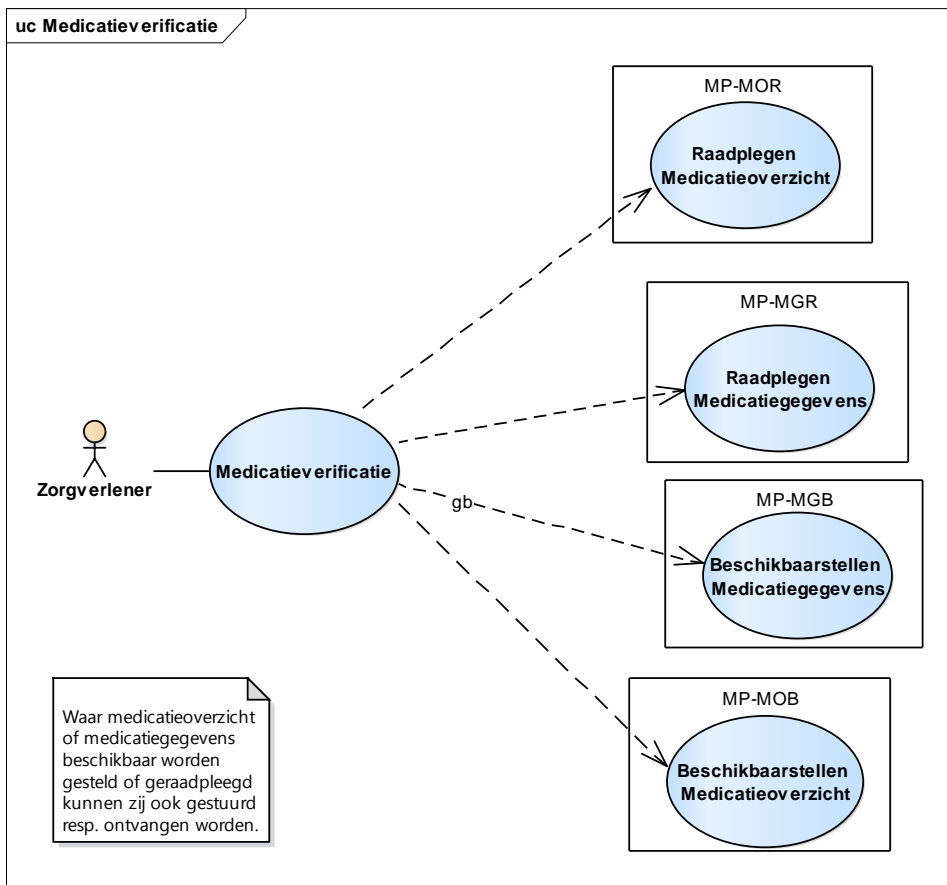 uc Medicatieverificatie
MP-MOR
Raadplegen
Medicatieoverzicht
MP-MGR
Raadplegen
Medicatiegegevens
Zorgverlener
Medicatieverificatie
gb
MP-MGB
Beschikbaarstellen
Medicatiegegevens
MP-MOB
Beschikbaarstellen
Medicatieoverzicht
Waar medicatieoverzicht
of medicatiegegevens
beschikbaar worden
gesteld of geraadpleegd
kunnen zij ook gestuurd
resp. ontvangen worden.